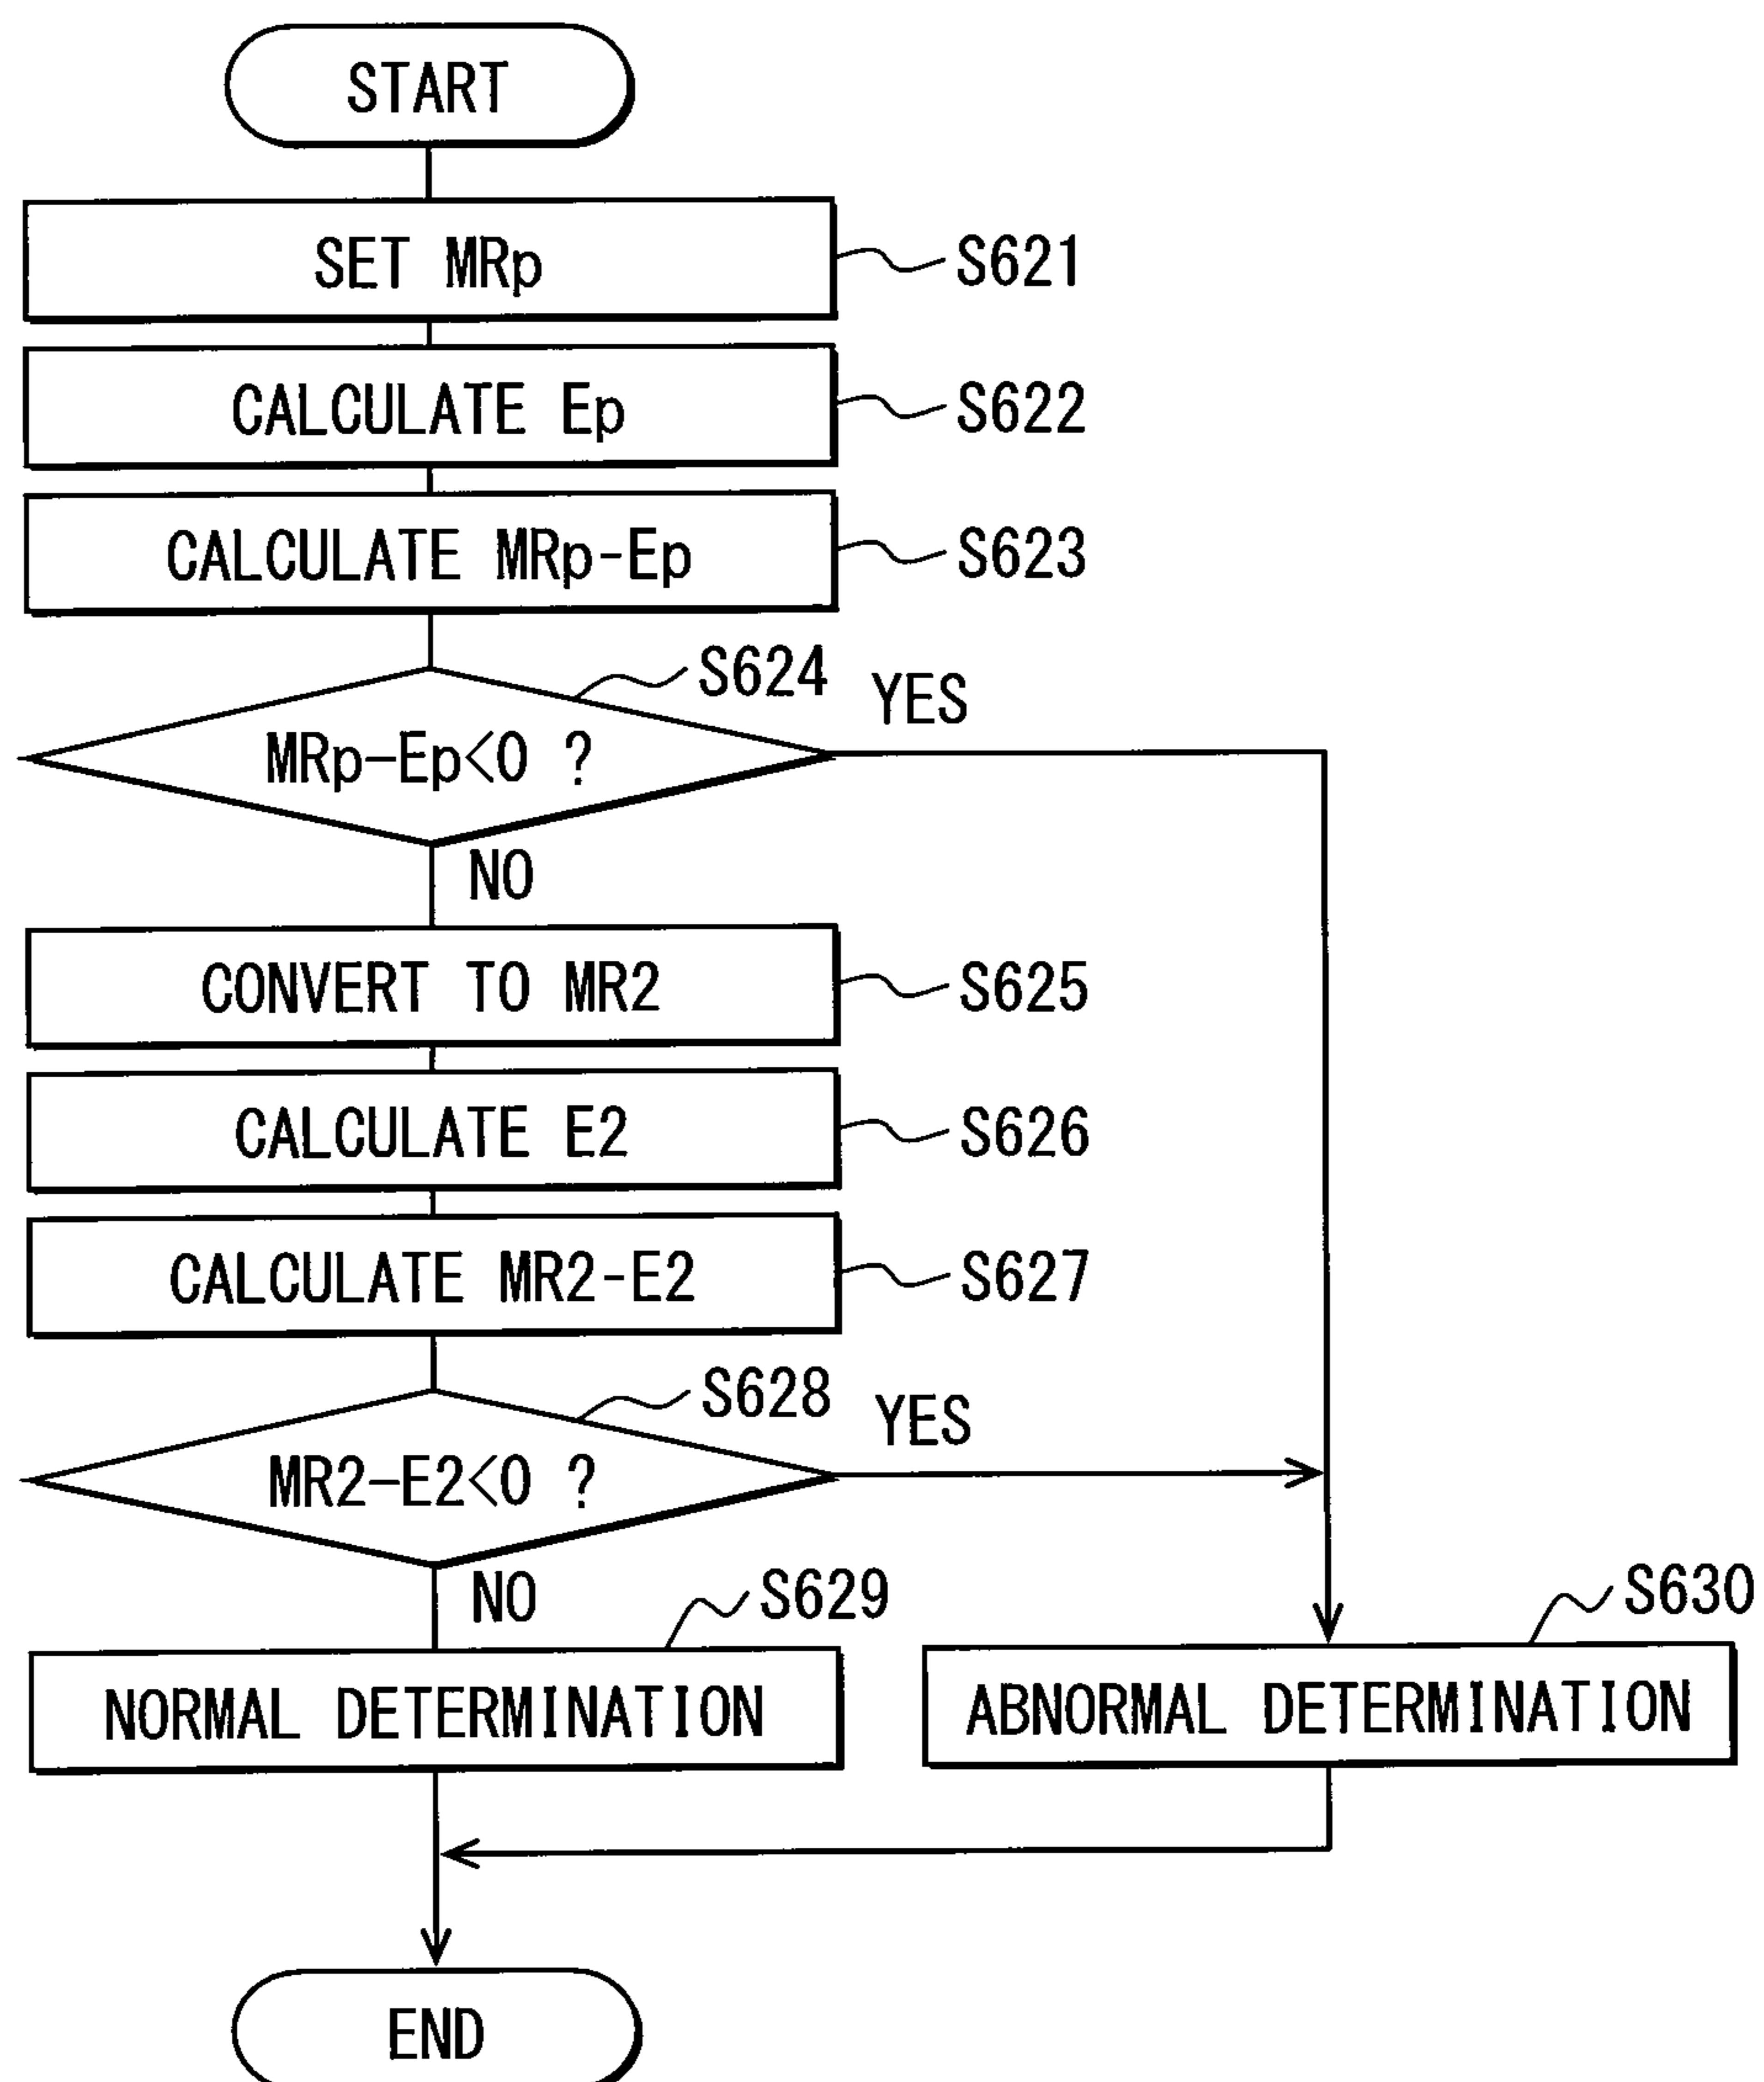 START
SET MRp
S621
CALCULATE Ep
S622
CALCULATE MRp-Ep
S623
S624
YES
MRp-Ep<0 ?
NO
CONVERT TO MR2
S625
CALCULATE E2
S626
CALCULATE MR2-E2
S627
S628
YES
MR2-E2<0 ?
NO
S629
S630
NORMAL DETERMINATION
ABNORMAL DETERMINATION
END